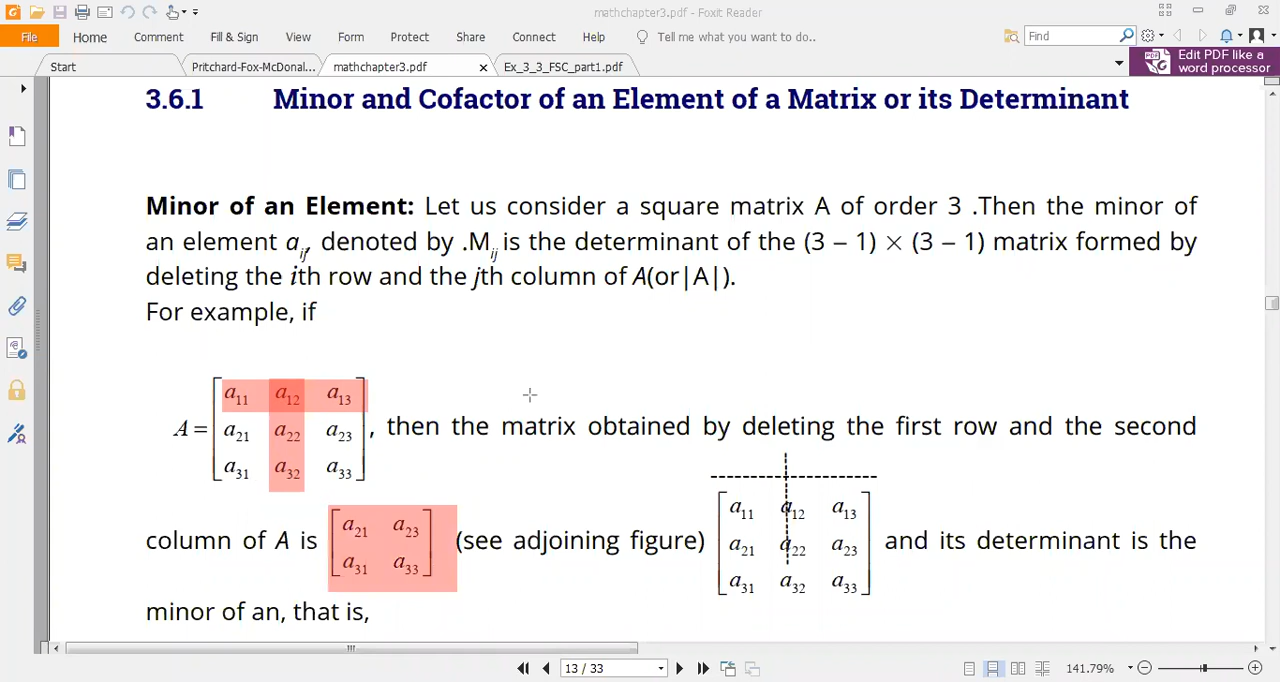 mathchapter3.pdf - Foxit Reader
File Home Comment Fill & Sign View Form Protect Share Connect Help Tell me what you want to do.. Find
Start Pritchard-Fox-McDonal... mathchapter3.pdf Ex_3_3_FSC_part1.pdf Edit PDF like a
word processor
3.6.1 Minor and Cofactor of an Element of a Matrix or its Determinant
Minor of an Element: Let us consider a square matrix A of order 3 .Then the minor of
an element aij, denoted by .Mij is the determinant of the (3 − 1) × (3 − 1) matrix formed by
deleting the ith row and the jth column of A(or|A|).
For example, if
a11 a12 a13
A = a21 a22 a23 , then the matrix obtained by deleting the first row and the second
a31 a32 a33
column of A is
a21 a23
a31 a33
(see adjoining figure)
a11 a12 a13
a21 a22 a23
a31 a32 a33
and its determinant is the
minor of an, that is,
13 / 33 141.79%